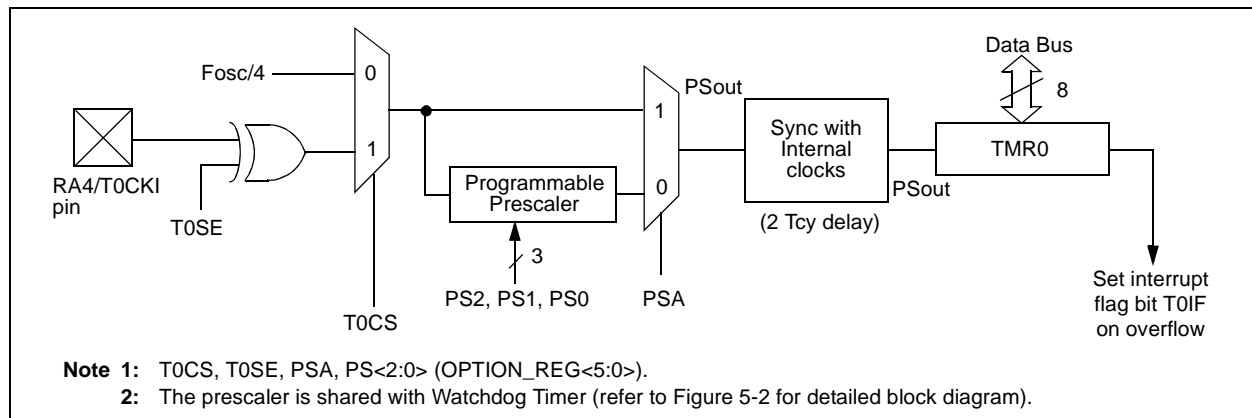 Data Bus
8
Fosc/4
0
1
RA4/T0CKI
pin
T0SE
T0CS
Programmable
Prescaler
3
PS2, PS1, PS0
1
0
PSA
PSout
Sync with
Internal
clocks
(2 Tcy delay)
PSout
TMR0
Set interrupt
flag bit T0IF
on overflow
Note 1: T0CS, T0SE, PSA, PS<2:0> (OPTION_REG<5:0>).
2: The prescaler is shared with Watchdog Timer (refer to Figure 5-2 for detailed block diagram).